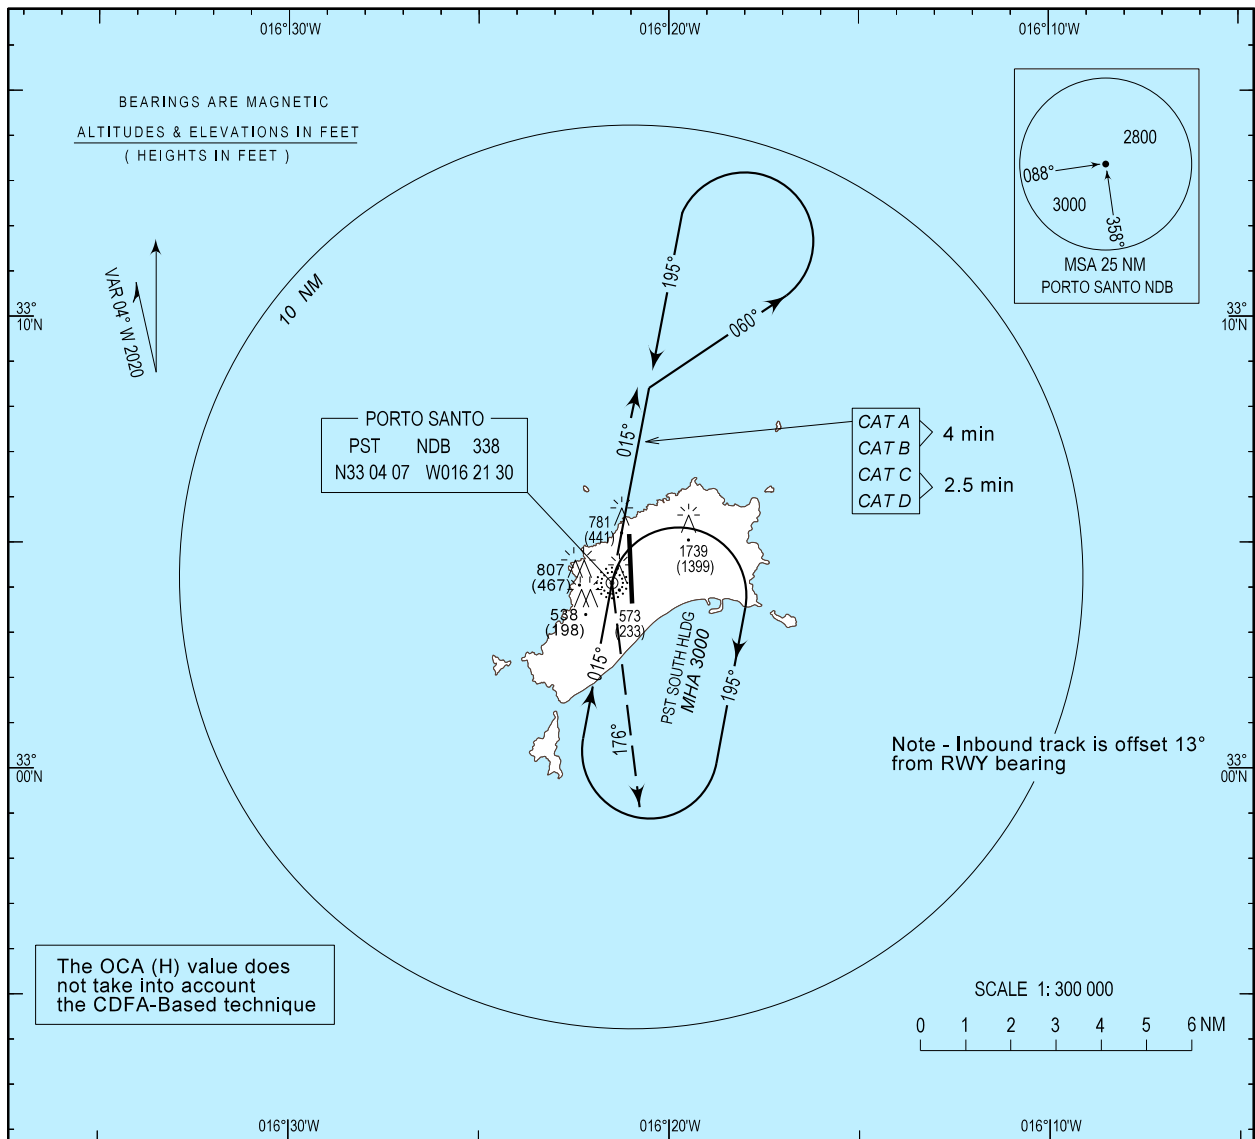 016°30'W
016°20'W
016°10'W
BEARINGS ARE MAGNETIC
ALTITUDES & ELEVATIONS IN FEET
( HEIGHTS IN FEET )
2800
088°
3000
358°
MSA 25 NM
PORTO SANTO NDB
VAR 04° W 2020
10 NM
195°
060°
33°
10'N
33°
10'N
PORTO SANTO
PST NDB 338
N33 04 07 W016 21 30
015°
CAT A
CAT B
CAT C
CAT D
4 min
2.5 min
781
(441)
1739
(1399)
807
(467)
538
(198)
573
(233)
015°
176°
PST SOUTH HLDG
MHA 3000
195°
Note - Inbound track is offset 13°
from RWY bearing
33°
00'N
33°
00'N
The OCA (H) value does
not take into account
the CDFA-Based technique
SCALE 1: 300 000
0 1 2 3 4 5 6 NM
016°30'W
016°20'W
016°10'W